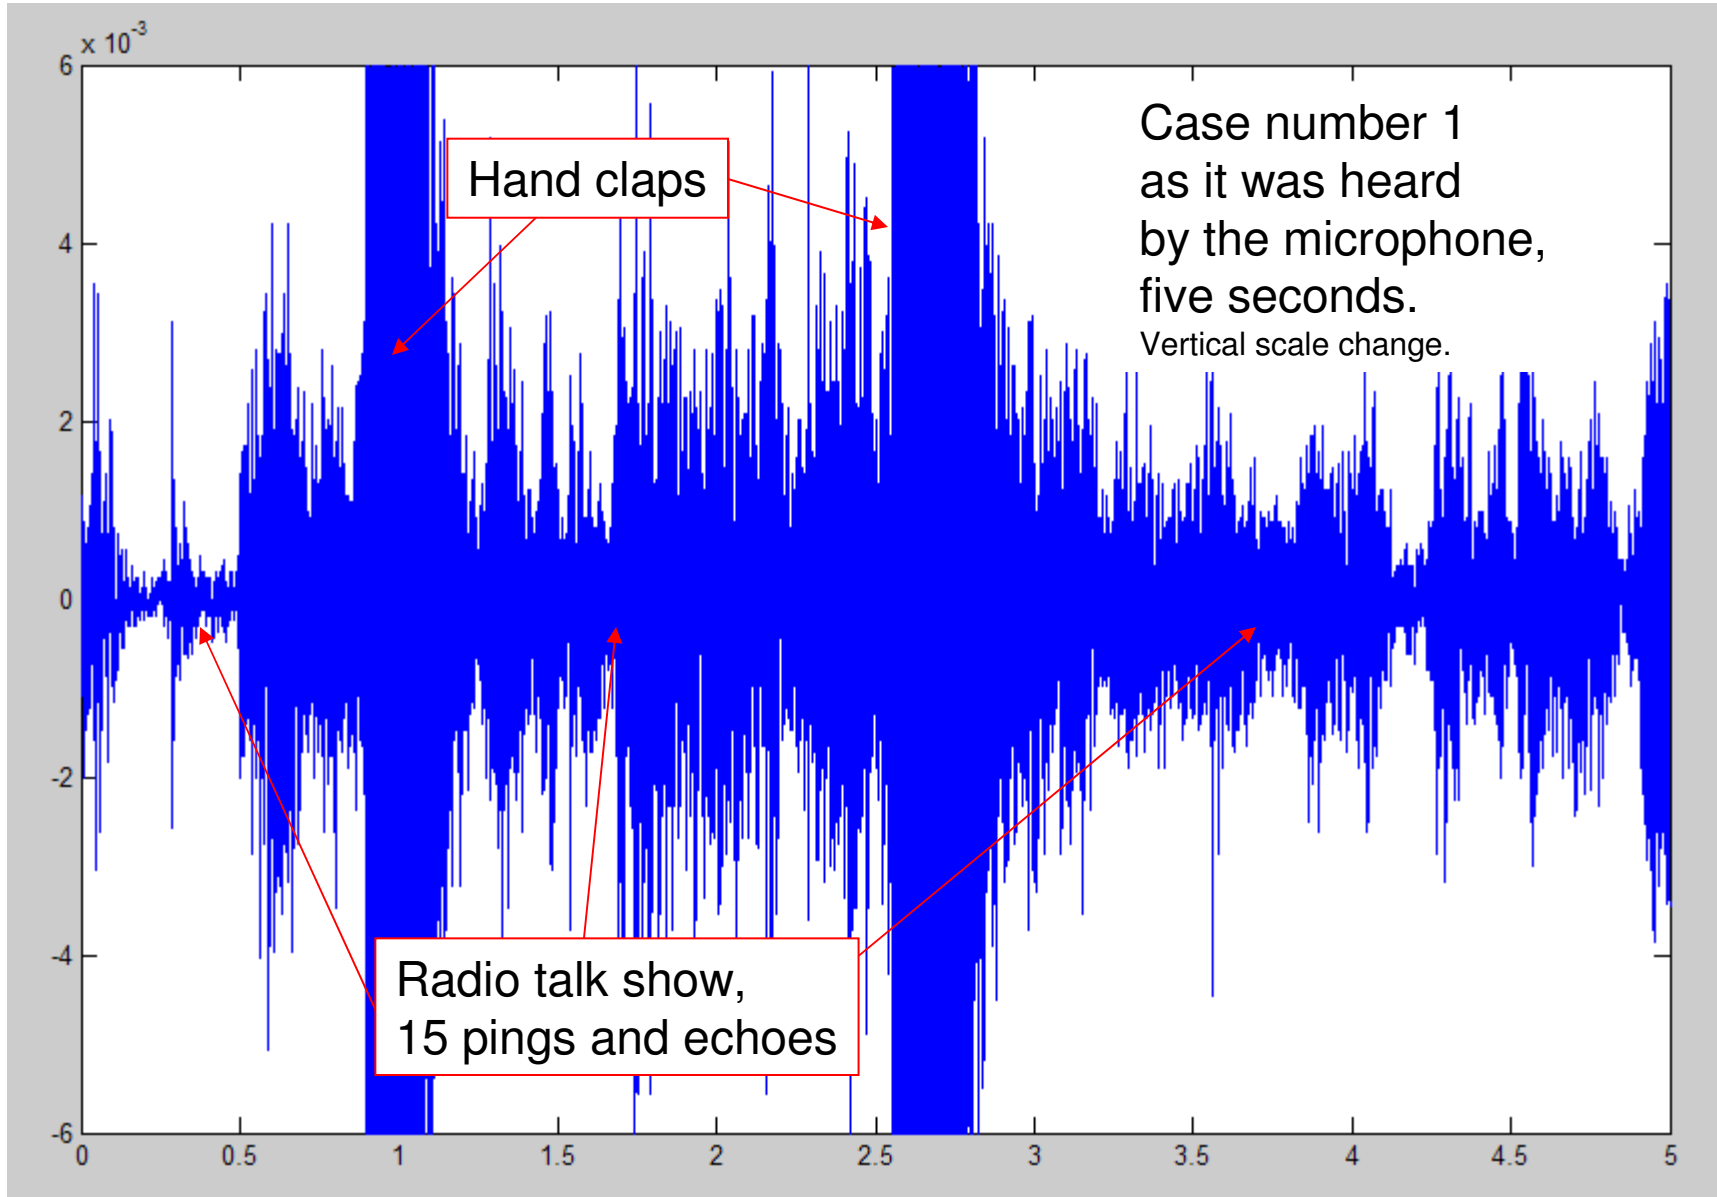 x 10-3
6
4
2
0
-2
-4
-6
0 0.5 1 1.5 2 2.5 3 3.5 4 4.5 5
Hand claps
Case number 1
as it was heard
by the microphone,
five seconds.
Vertical scale change.
Radio talk show,
15 pings and echoes